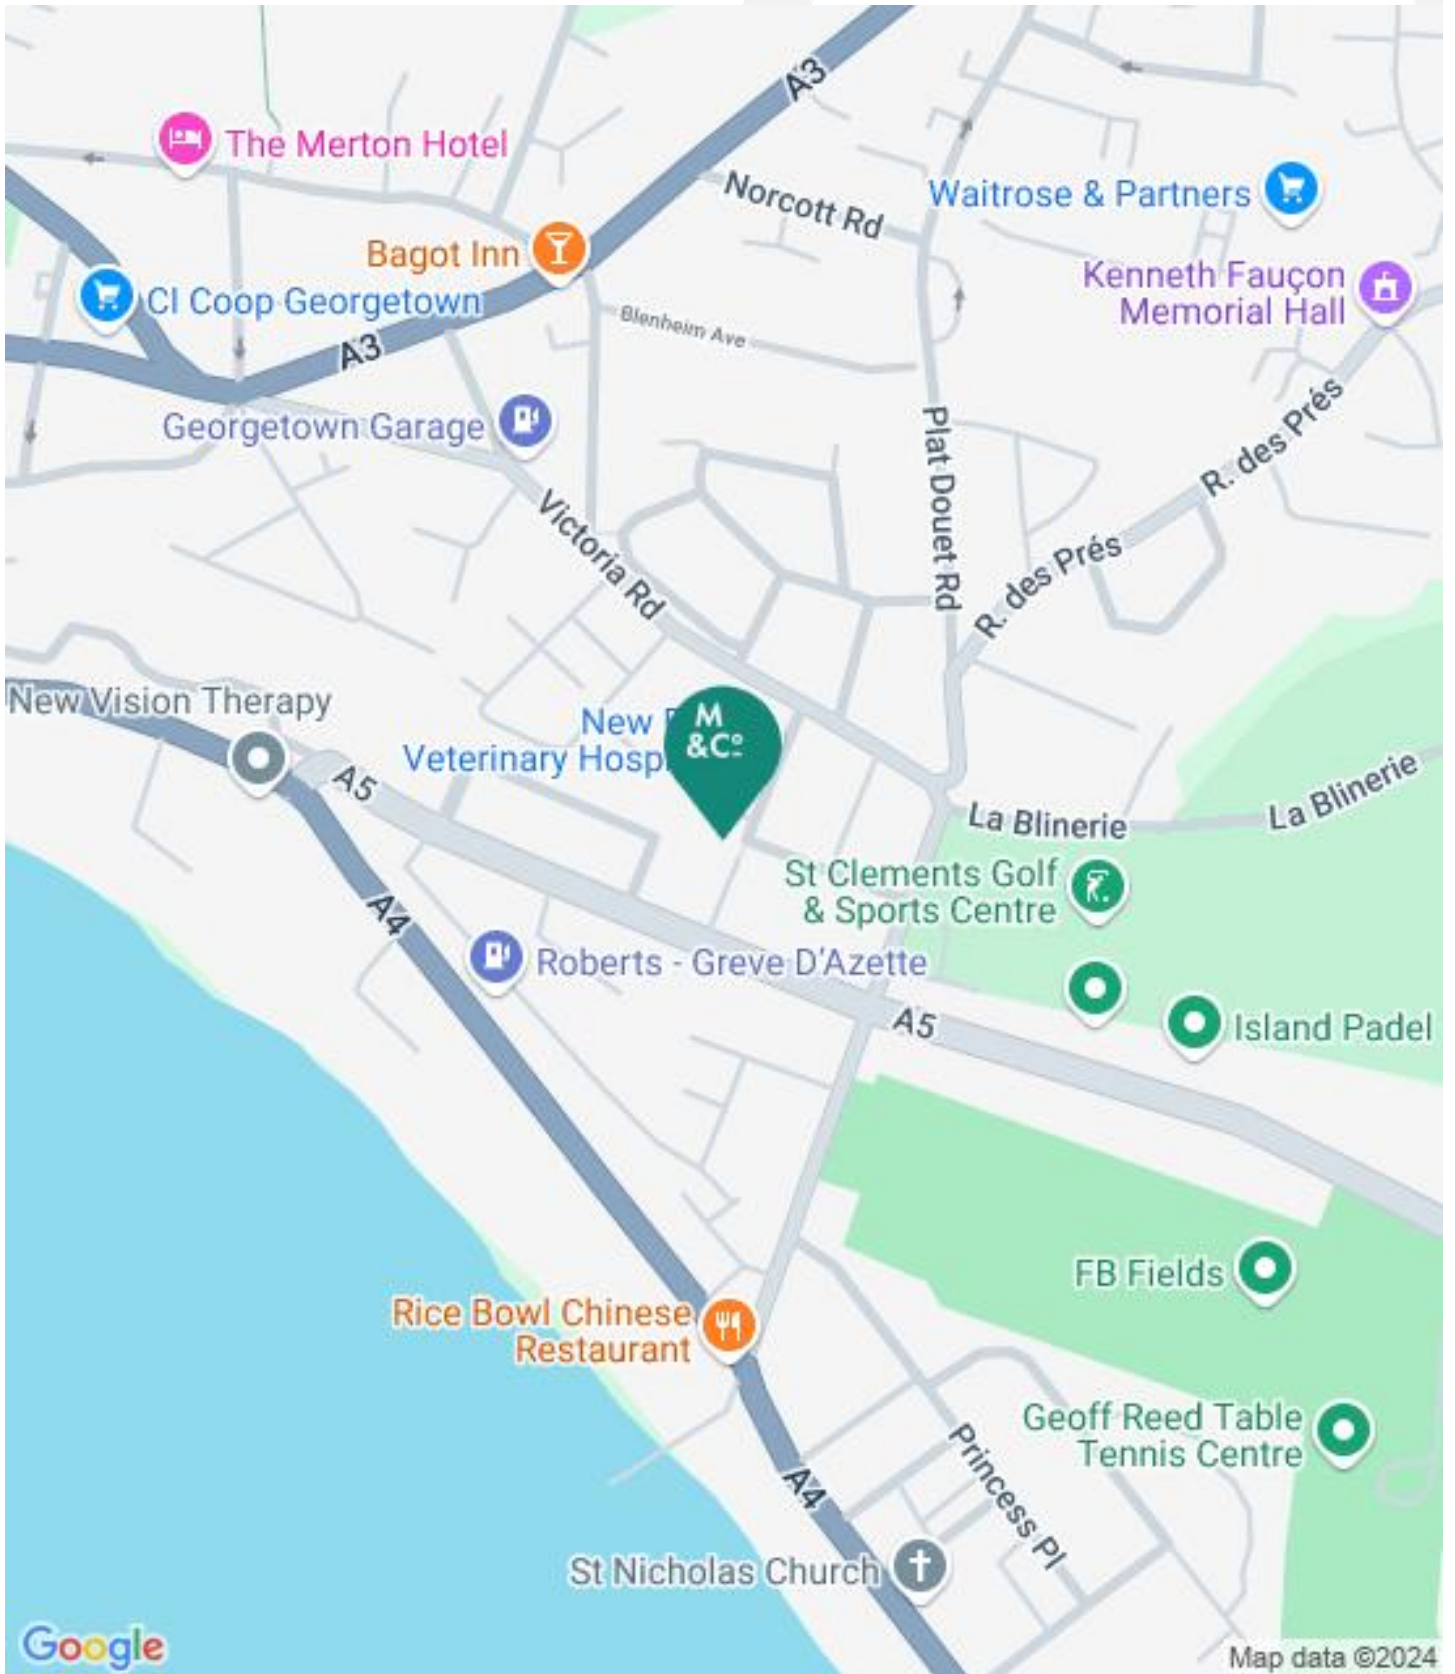 A3
The Merton Hotel
Norcott Rd
Waitrose & Partners
Bagot Inn
Kenneth Fauçon
Memorial Hall
CI Coop Georgetown
Blenheim Ave
A3
Georgetown Garage
Plat Douet Rd
R. des Prés
Victoria Rd
R. des Prés
New Vision Therapy
New
Veterinary
M
&Co
A5
La Blinerie
La Blinerie
St Clements Golf
& Sports Centre
A4
Roberts - Greve D'Azette
A5
Island Padel
FB Fields
Rice Bowl Chinese
Restaurant
Geoff Reed Table
Tennis Centre
Princess Pl
A4
St Nicholas Church
Google
Map data ©2024